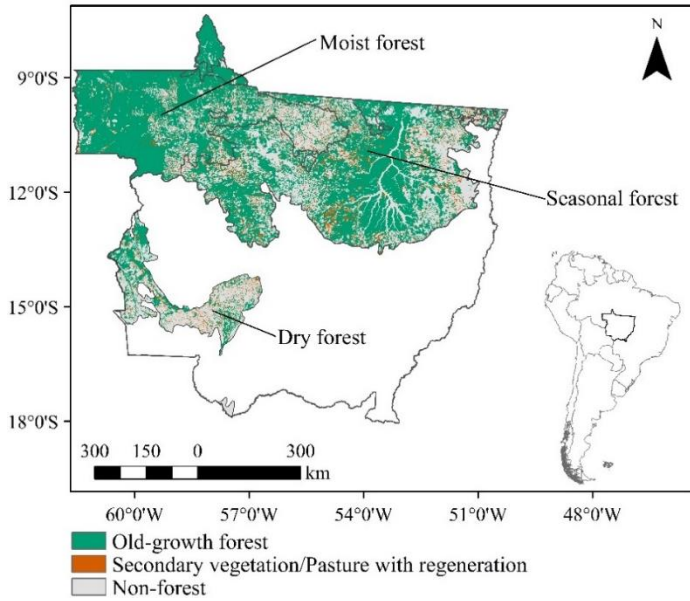 N
Moist forest
9°0'S
12°0'S
Seasonal forest
15°0'S
Dry forest
18°0'S
300 150 0 300
km
60°0'W 57°0'W 54°0'W 51°0'W 48°0'W
Old-growth forest
Secondary vegetation/Pasture with regeneration
Non-forest